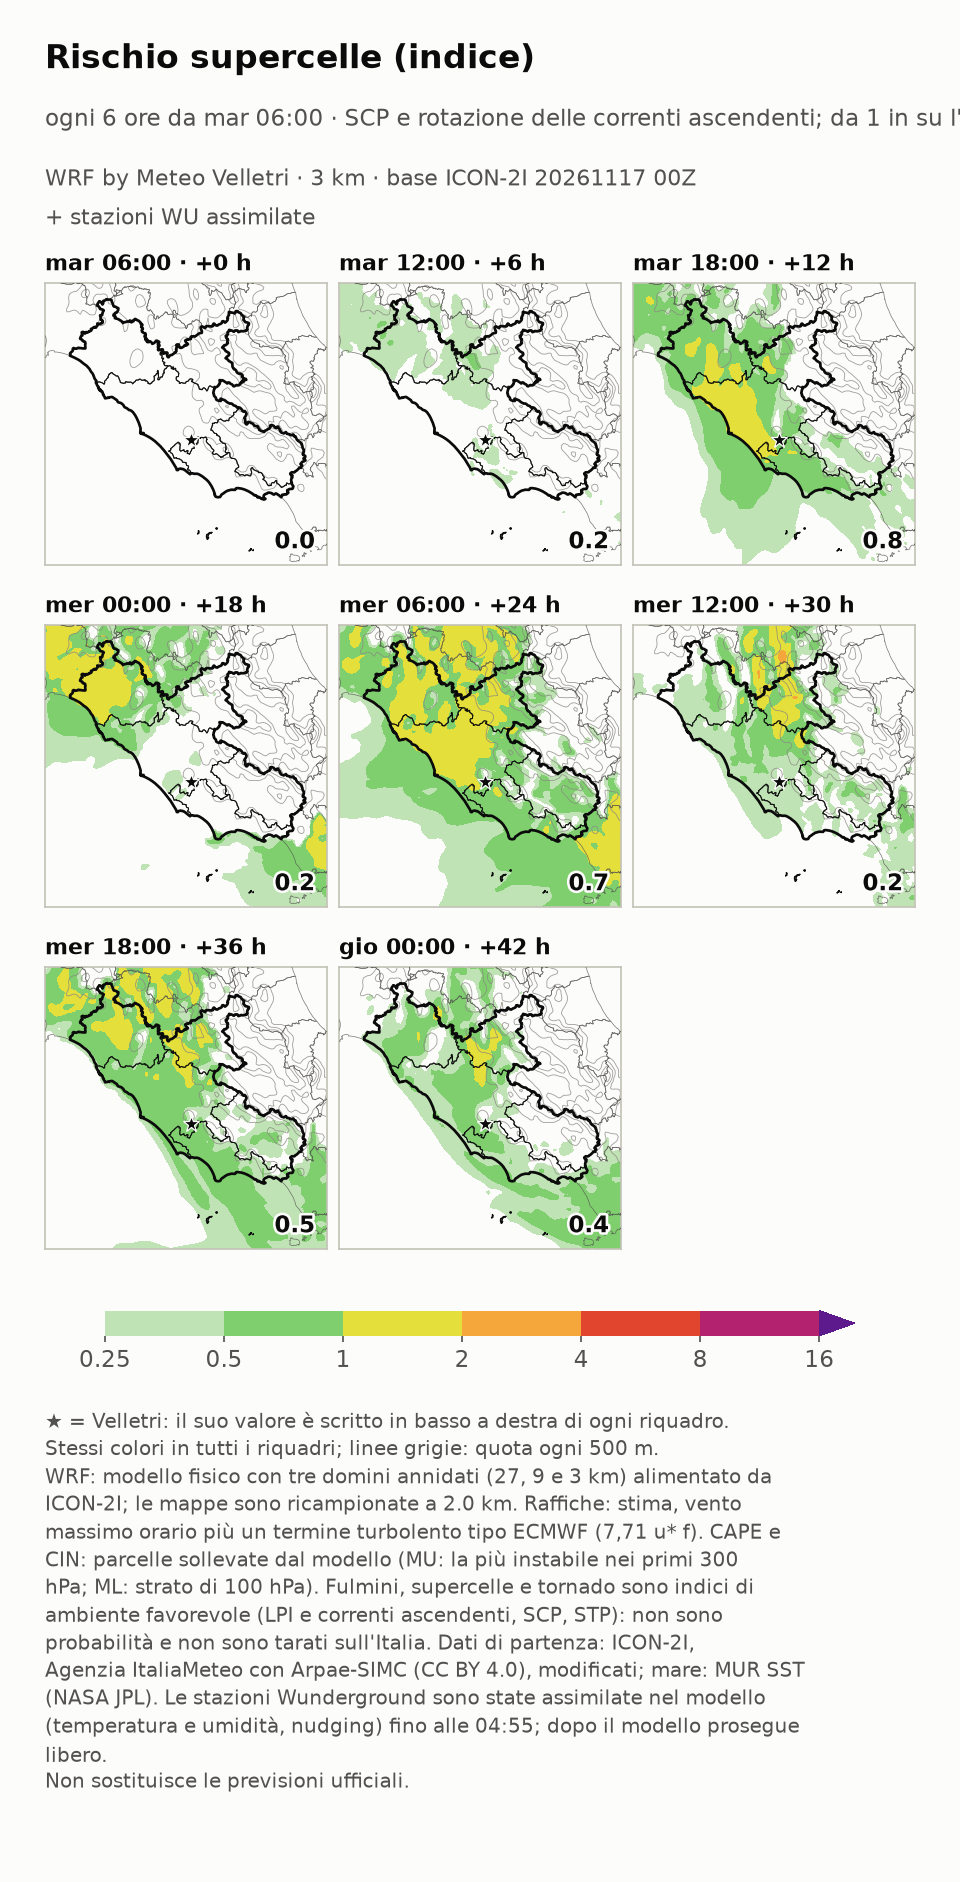 Rischio supercelle (indice)
ogni 6 ore da mar 06:00 · SCP e rotazione delle correnti ascendenti; da 1 in su l'
WRF by Meteo Velletri · 3 km · base ICON-2I 20261117 00Z
+ stazioni WU assimilate
mar 06:00 · +0 h
mar 12:00 · +6 h
mar 18:00 · +12 h
0.0
0.2
0.8
mer 00:00 · +18 h
mer 06:00 · +24 h
mer 12:00 · +30 h
0.2
0.7
0.2
mer 18:00 · +36 h
gio 00:00 · +42 h
0.5
0.4
0.25 0.5 1 2 4 8 16
★ = Velletri: il suo valore è scritto in basso a destra di ogni riquadro.
Stessi colori in tutti i riquadri; linee grigie: quota ogni 500 m.
WRF: modello fisico con tre domini annidati (27, 9 e 3 km) alimentato da
ICON-2I; le mappe sono ricampionate a 2.0 km. Raffiche: stima, vento
massimo orario più un termine turbolento tipo ECMWF (7,71 u* f). CAPE e
CIN: parcelle sollevate dal modello (MU: la più instabile nei primi 300
hPa; ML: strato di 100 hPa). Fulmini, supercelle e tornado sono indici di
ambiente favorevole (LPI e correnti ascendenti, SCP, STP): non sono
probabilità e non sono tarati sull'Italia. Dati di partenza: ICON-2I,
Agenzia ItaliaMeteo con Arpae-SIMC (CC BY 4.0), modificati; mare: MUR SST
(NASA JPL). Le stazioni Wunderground sono state assimilate nel modello
(temperatura e umidità, nudging) fino alle 04:55; dopo il modello prosegue
libero.
Non sostituisce le previsioni ufficiali.